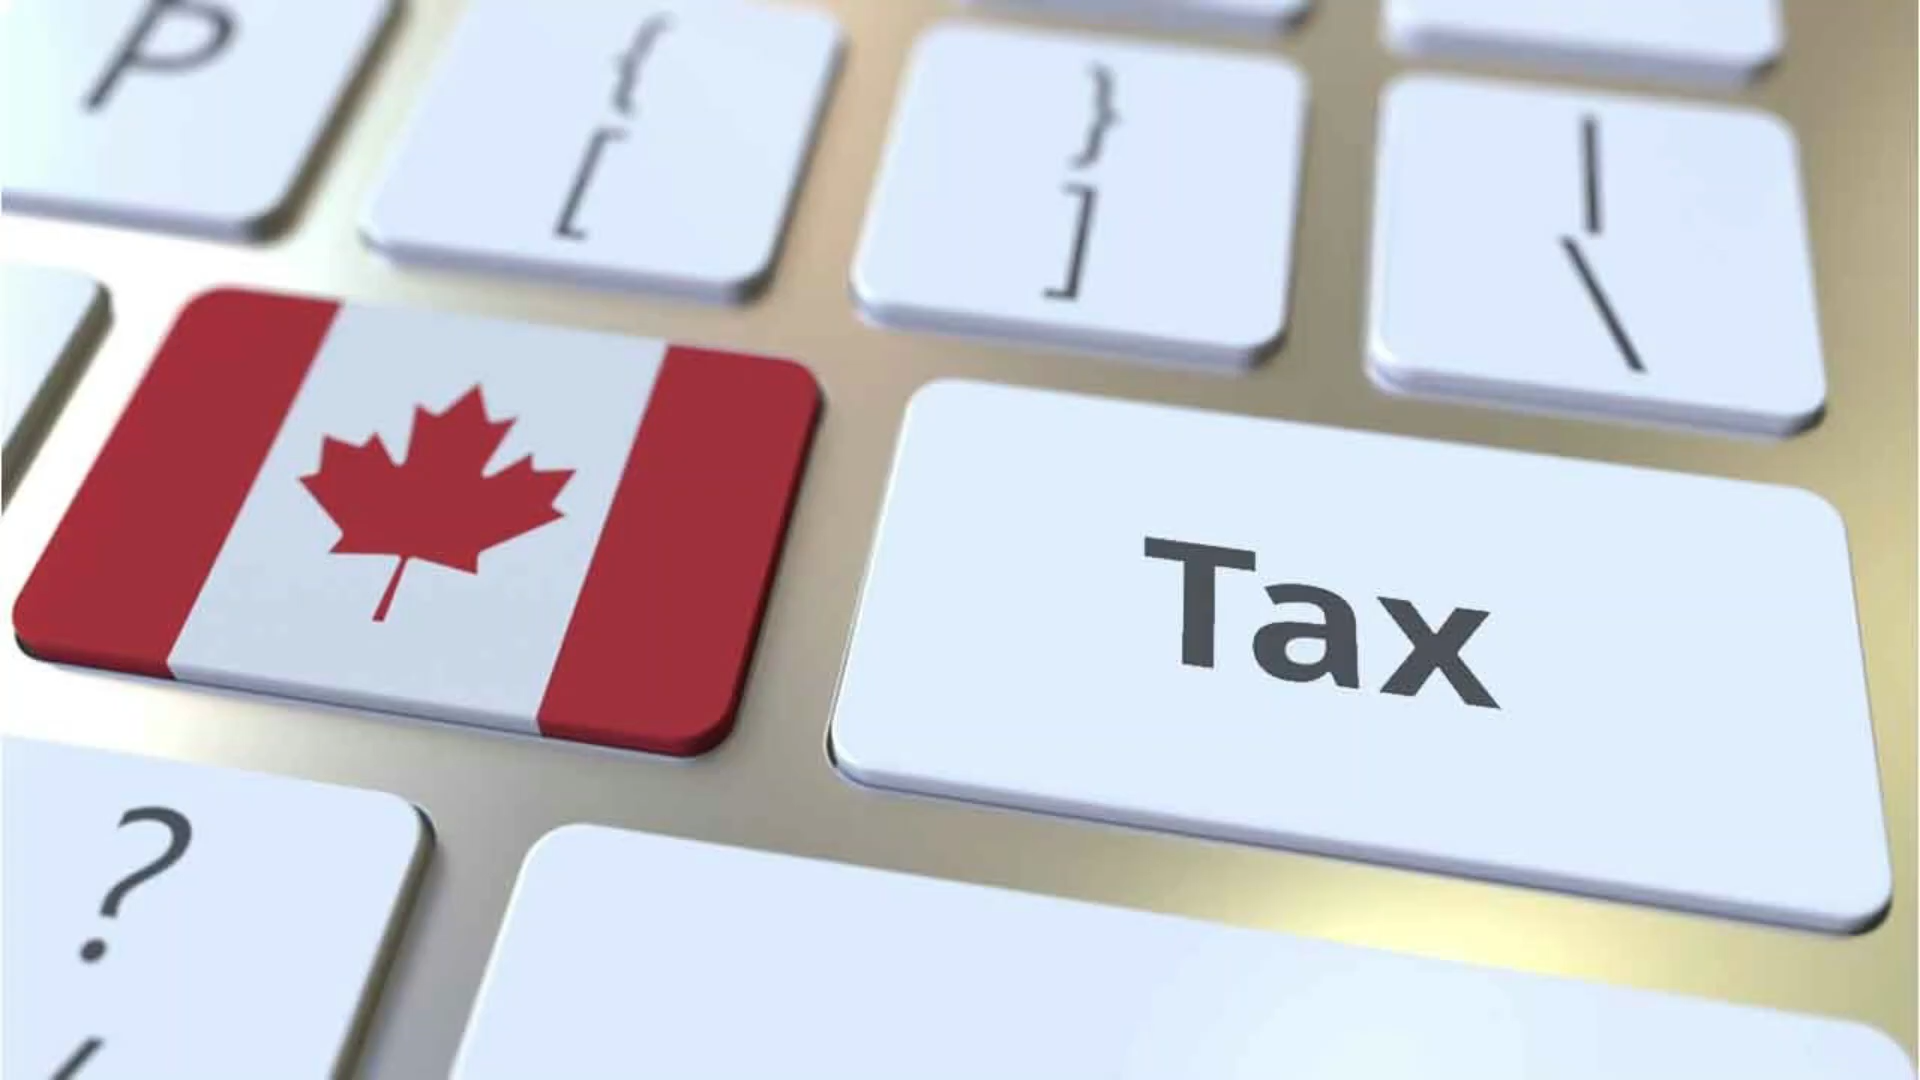 P { } |
[ ] \
Tax
?
/